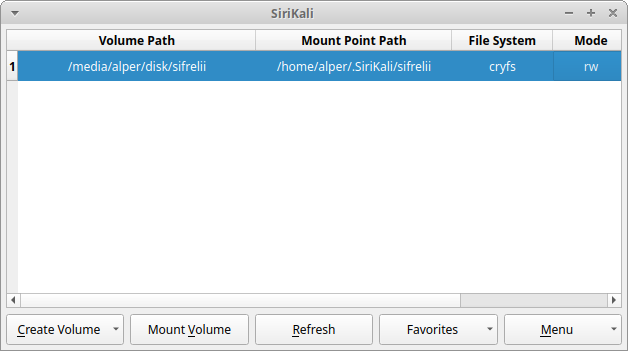 SiriKali
Volume Path Mount Point Path File System Mode
1 /media/alper/disk/sifrelii /home/alper/.SiriKali/sifrelii cryfs rw
Create Volume Mount Volume Refresh Favorites Menu